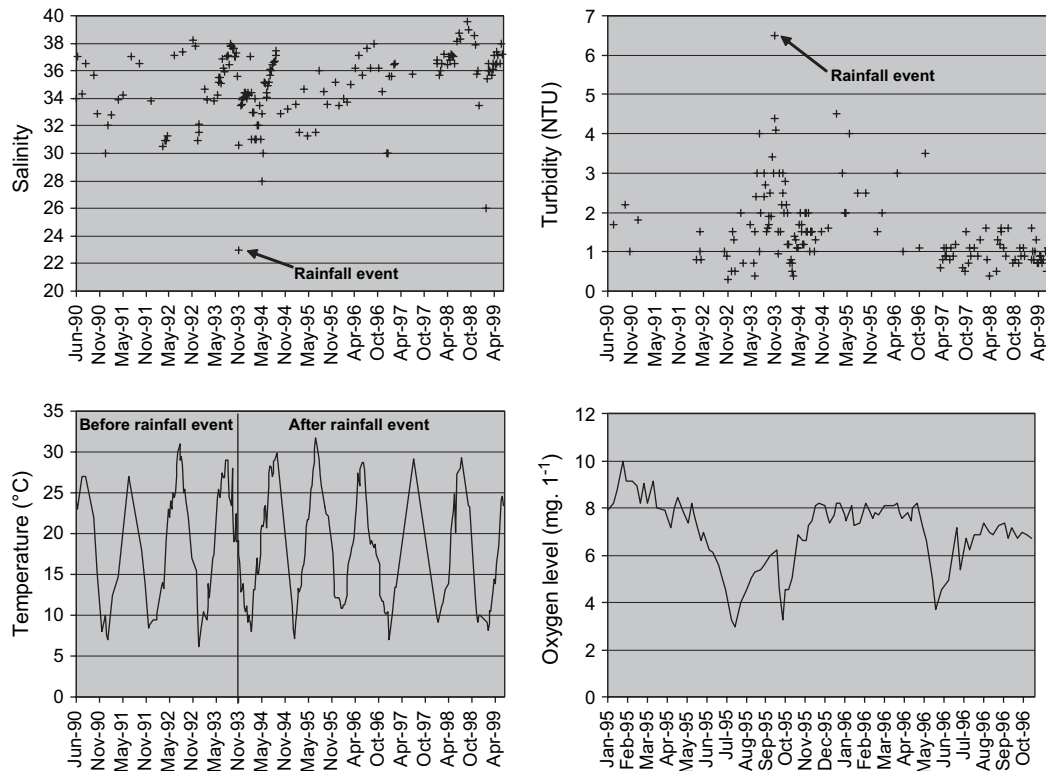 40
38
36
34
32
30
28
26
24
22
20
Salinity
Rainfall event
Jun-90
Nov-90
May-91
Nov-91
May-92
Nov-92
May-93
Nov-93
May-94
Nov-94
May-95
Oct-95
Apr-96
Oct-96
Apr-97
Oct-97
Apr-98
Oct-98
Apr-99
7
6
5
4
3
2
1
0
Turbidity (NTU)
Rainfall event
Jun-90
Nov-90
May-91
Nov-91
May-92
Nov-92
May-93
Nov-93
May-94
Nov-94
May-95
Oct-95
Apr-96
Oct-96
Apr-97
Oct-97
Apr-98
Oct-98
Apr-99
35
30
25
20
15
10
5
0
Temperature (°C)
Before rainfall event
After rainfall event
Jun-90
Nov-90
May-91
Nov-91
May-92
Nov-92
May-93
Nov-93
May-94
Nov-94
May-95
Oct-95
Apr-96
Oct-96
Apr-97
Oct-97
Apr-98
Oct-98
Apr-99
12
10
8
6
4
2
0
Oxygen level (mg. 1⁻¹)
Jan-95
Feb-95
Mar-95
Apr-95
May-95
Jun-95
Jul-95
Aug-95
Sep-95
Oct-95
Nov-95
Dec-95
Jan-96
Feb-96
Mar-96
Apr-96
May-96
Jun-96
Jul-96
Aug-96
Sep-96
Oct-96